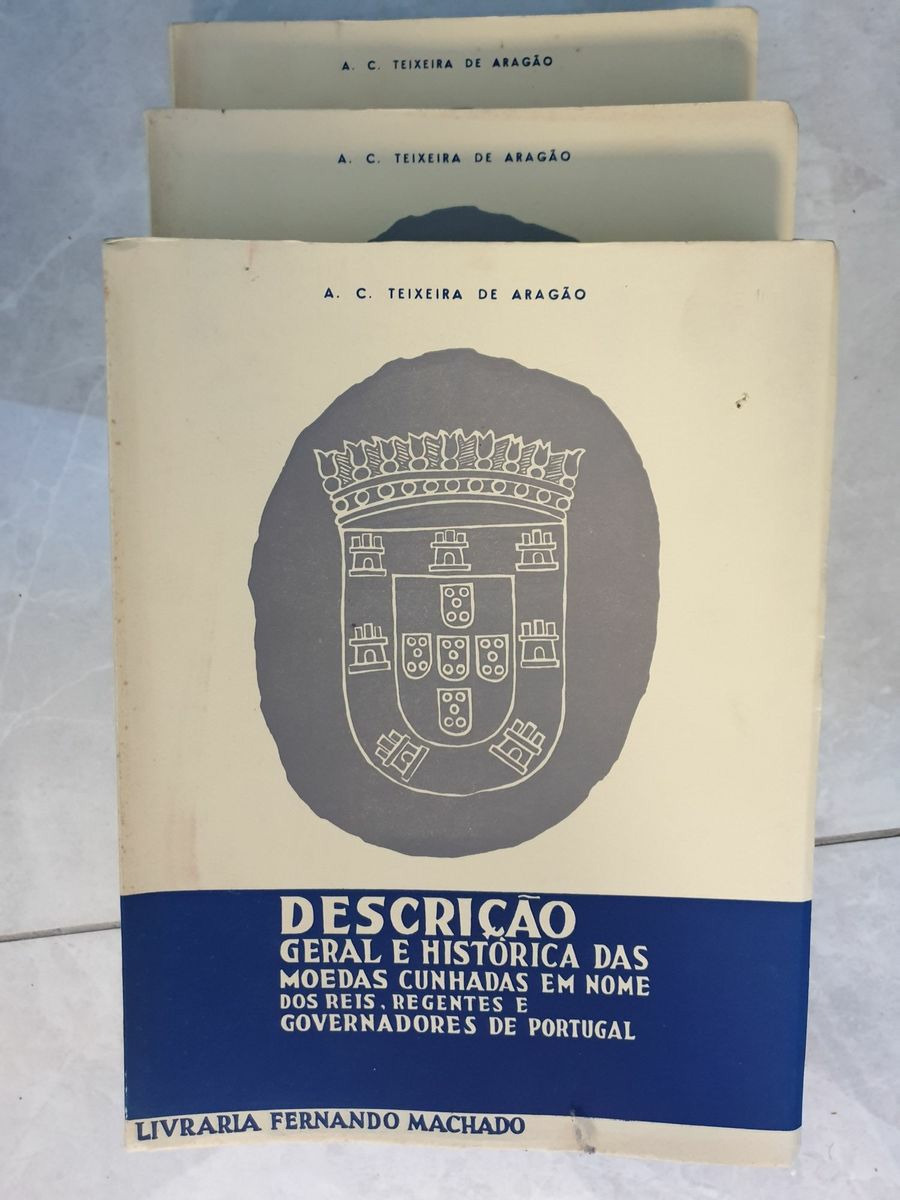 A. C. TEIXEIRA DE ARAGÃO
A. C. TEIXEIRA DE ARAGÃO
A. C. TEIXEIRA DE ARAGÃO
DESCRIÇÃO
GERAL E HISTÓRICA DAS
MOEDAS CUNHADAS EM NOME
DOS REIS, REGENTES E
GOVERNADORES DE PORTUGAL
LIVRARIA FERNANDO MACHADO